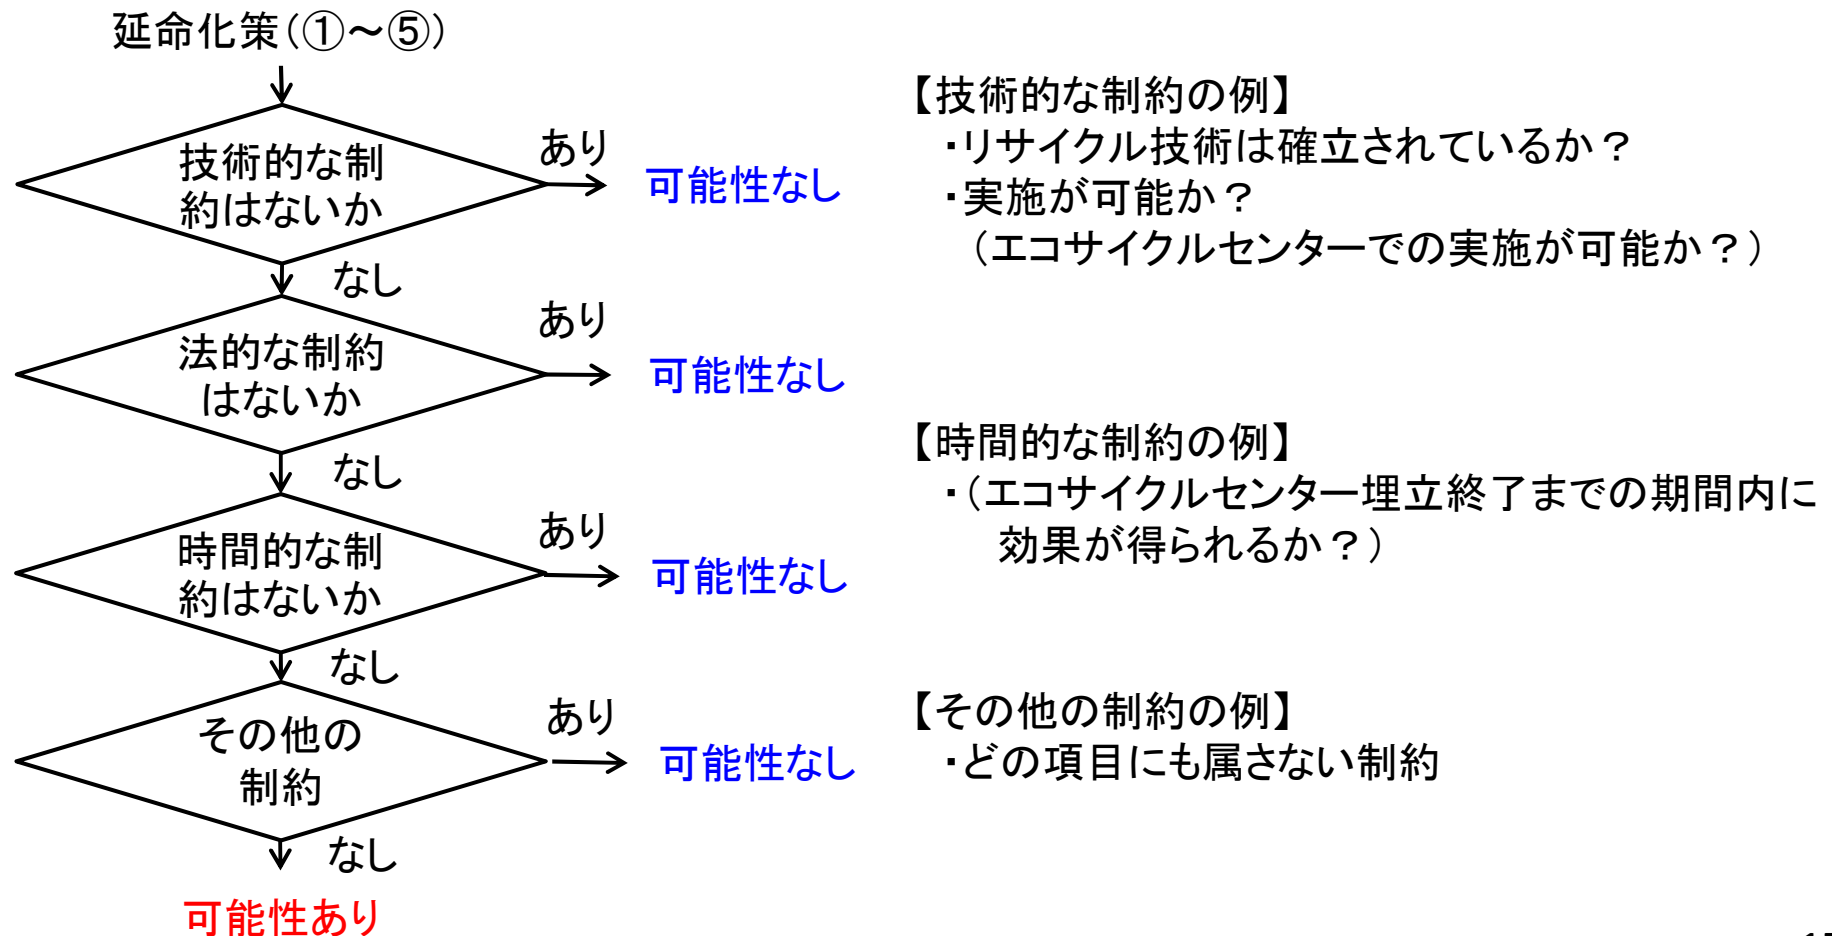 延命化策(①～⑤)
技術的な制
約はないか
あり
可能性なし
なし
法的な制約
はないか
あり
可能性なし
なし
時間的な制
約はないか
あり
可能性なし
なし
その他の
制約
あり
可能性なし
なし
可能性あり
【技術的な制約の例】
・リサイクル技術は確立されているか？
・実施が可能か？
（エコサイクルセンターでの実施が可能か？）
【時間的な制約の例】
・（エコサイクルセンター埋立終了までの期間内に
効果が得られるか？）
【その他の制約の例】
・どの項目にも属さない制約